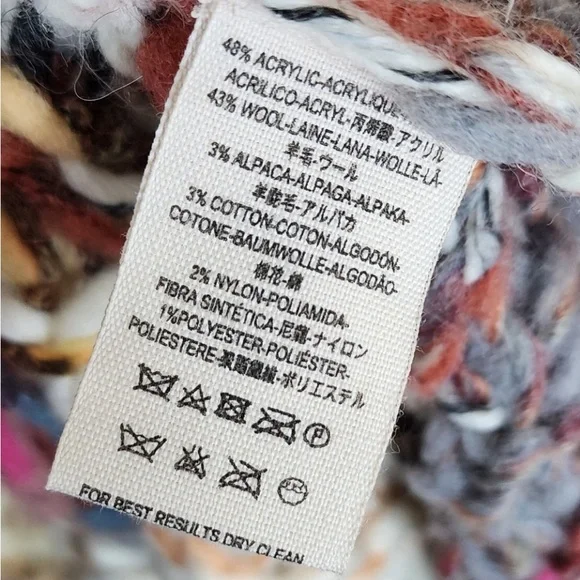 48% ACRYLIC-ACRYLIQUE
ACRILICO-ACRYL-丙烯酸-アクリル
43% WOOL-LAINE-LANA-WOLLE-LÃ-
羊毛-ウール
3% ALPACA-ALPAGA-ALPAKA-
羊駝毛-アルパカ
3% COTTON-COTON-ALGODÓN-
COTONE-BAUMWOLLE-ALGODÃO-
棉花-綿
2% NYLON-POLIAMIDA-
FIBRA SINTÉTICA-尼龍-ナイロン
1%POLYESTER-POLIÉSTER-
POLIESTERE-聚酯纖維-ポリエステル
P
FOR BEST RESULTS DRY CLEAN